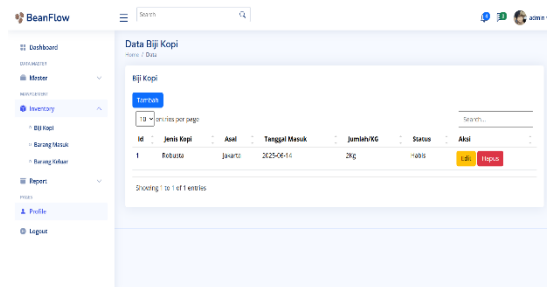 BeanFlow
Search
admin
Dashboard
Master
Inventory
Biji Kopi
Barang Masuk
Barang Keluar
Report
Profile
Logout
Data Biji Kopi
Home / Data
Biji Kopi
Tambah
10 entries per page
Search...
Id Jenis Kopi Asal Tanggal Masuk Jumlah/KG Status Aksi
1 Robusta Jakarta 2025-06-14 2Kg Habis Edit Hapus
Showing 1 to 1 of 1 entries